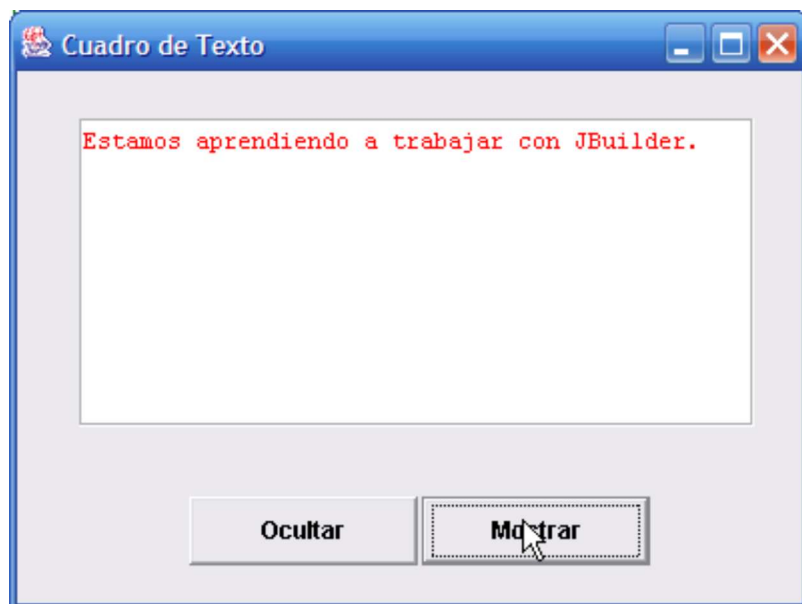 Cuadro de Texto
Estamos aprendiendo a trabajar con JBuilder.
Ocultar Mostrar